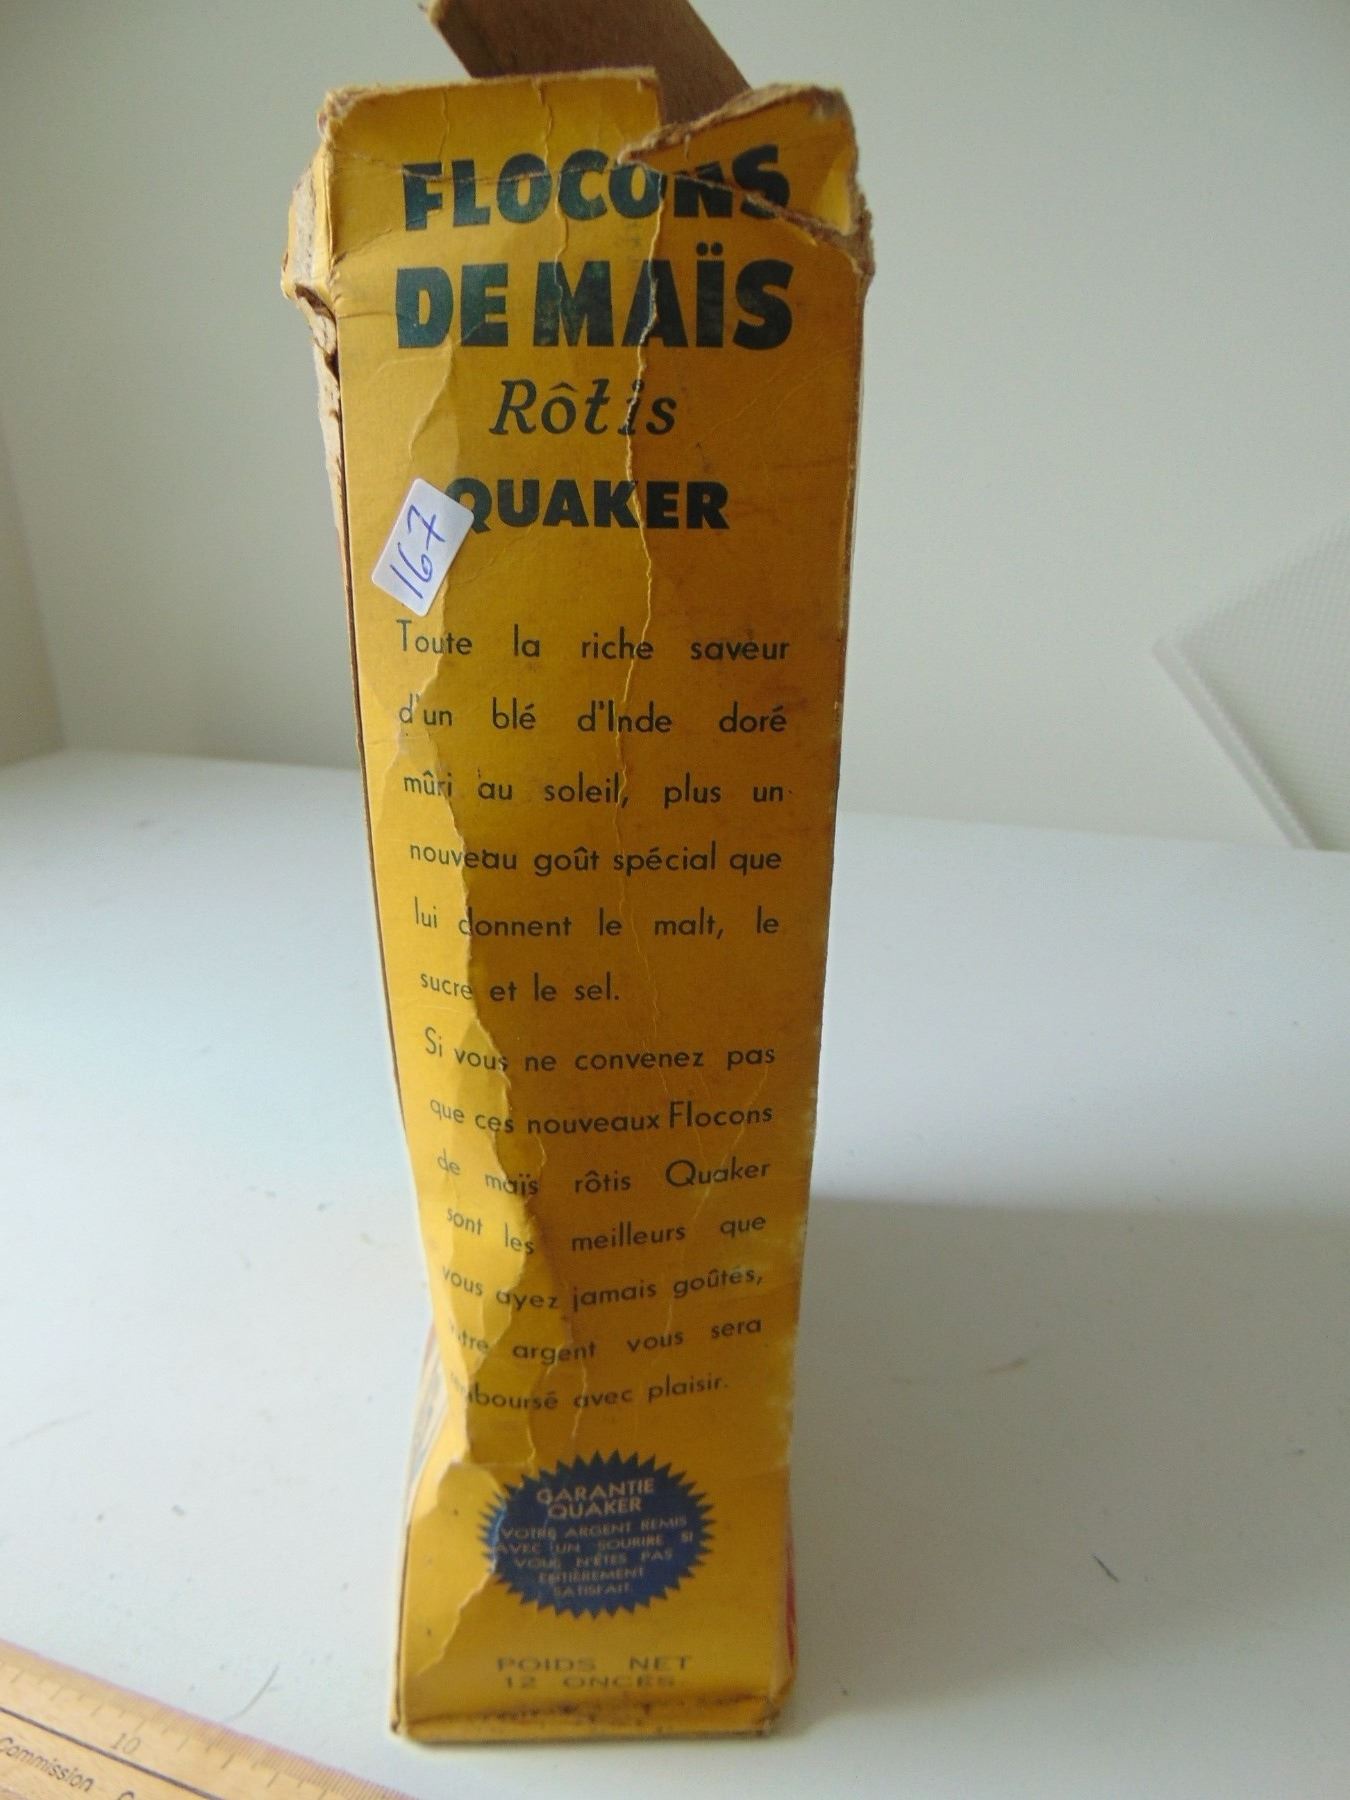 FLOCONS
DE MAÏS
Rôtis
QUAKER
167
Toute la riche saveur
d'un blé d'Inde doré
mûri au soleil, plus un
nouveau goût spécial que
lui donnent le malt, le
sucre et le sel.
Si vous ne convenez pas
que ces nouveaux Flocons
de maïs rôtis Quaker
sont les meilleurs que
vous ayez jamais goûtés,
votre argent vous sera
remboursé avec plaisir.
GARANTIE
QUAKER
VOTRE ARGENT REMIS
AVEC UN SOURIRE SI
VOUS N'ÊTES PAS
ENTIÈREMENT
SATISFAIT
POIDS NET
12 ONCES
10
Commission